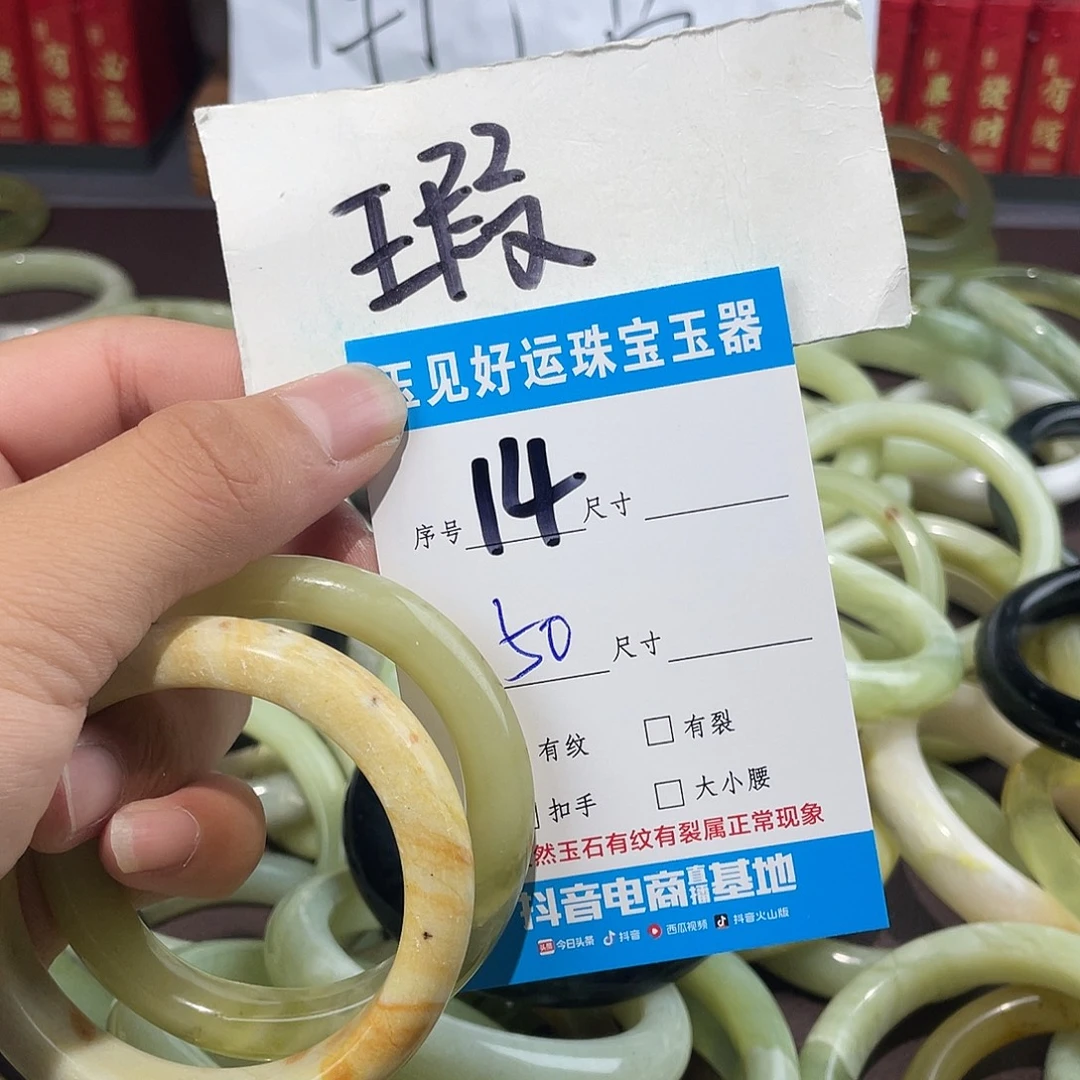 瑕
玉见好运珠宝玉器
序号 14 尺寸
50 尺寸
有纹 有裂
扣手 大小腰
然玉石有纹有裂属正常现象
抖音电商直播基地
头条 今日头条 抖音 西瓜视频 抖音火山版